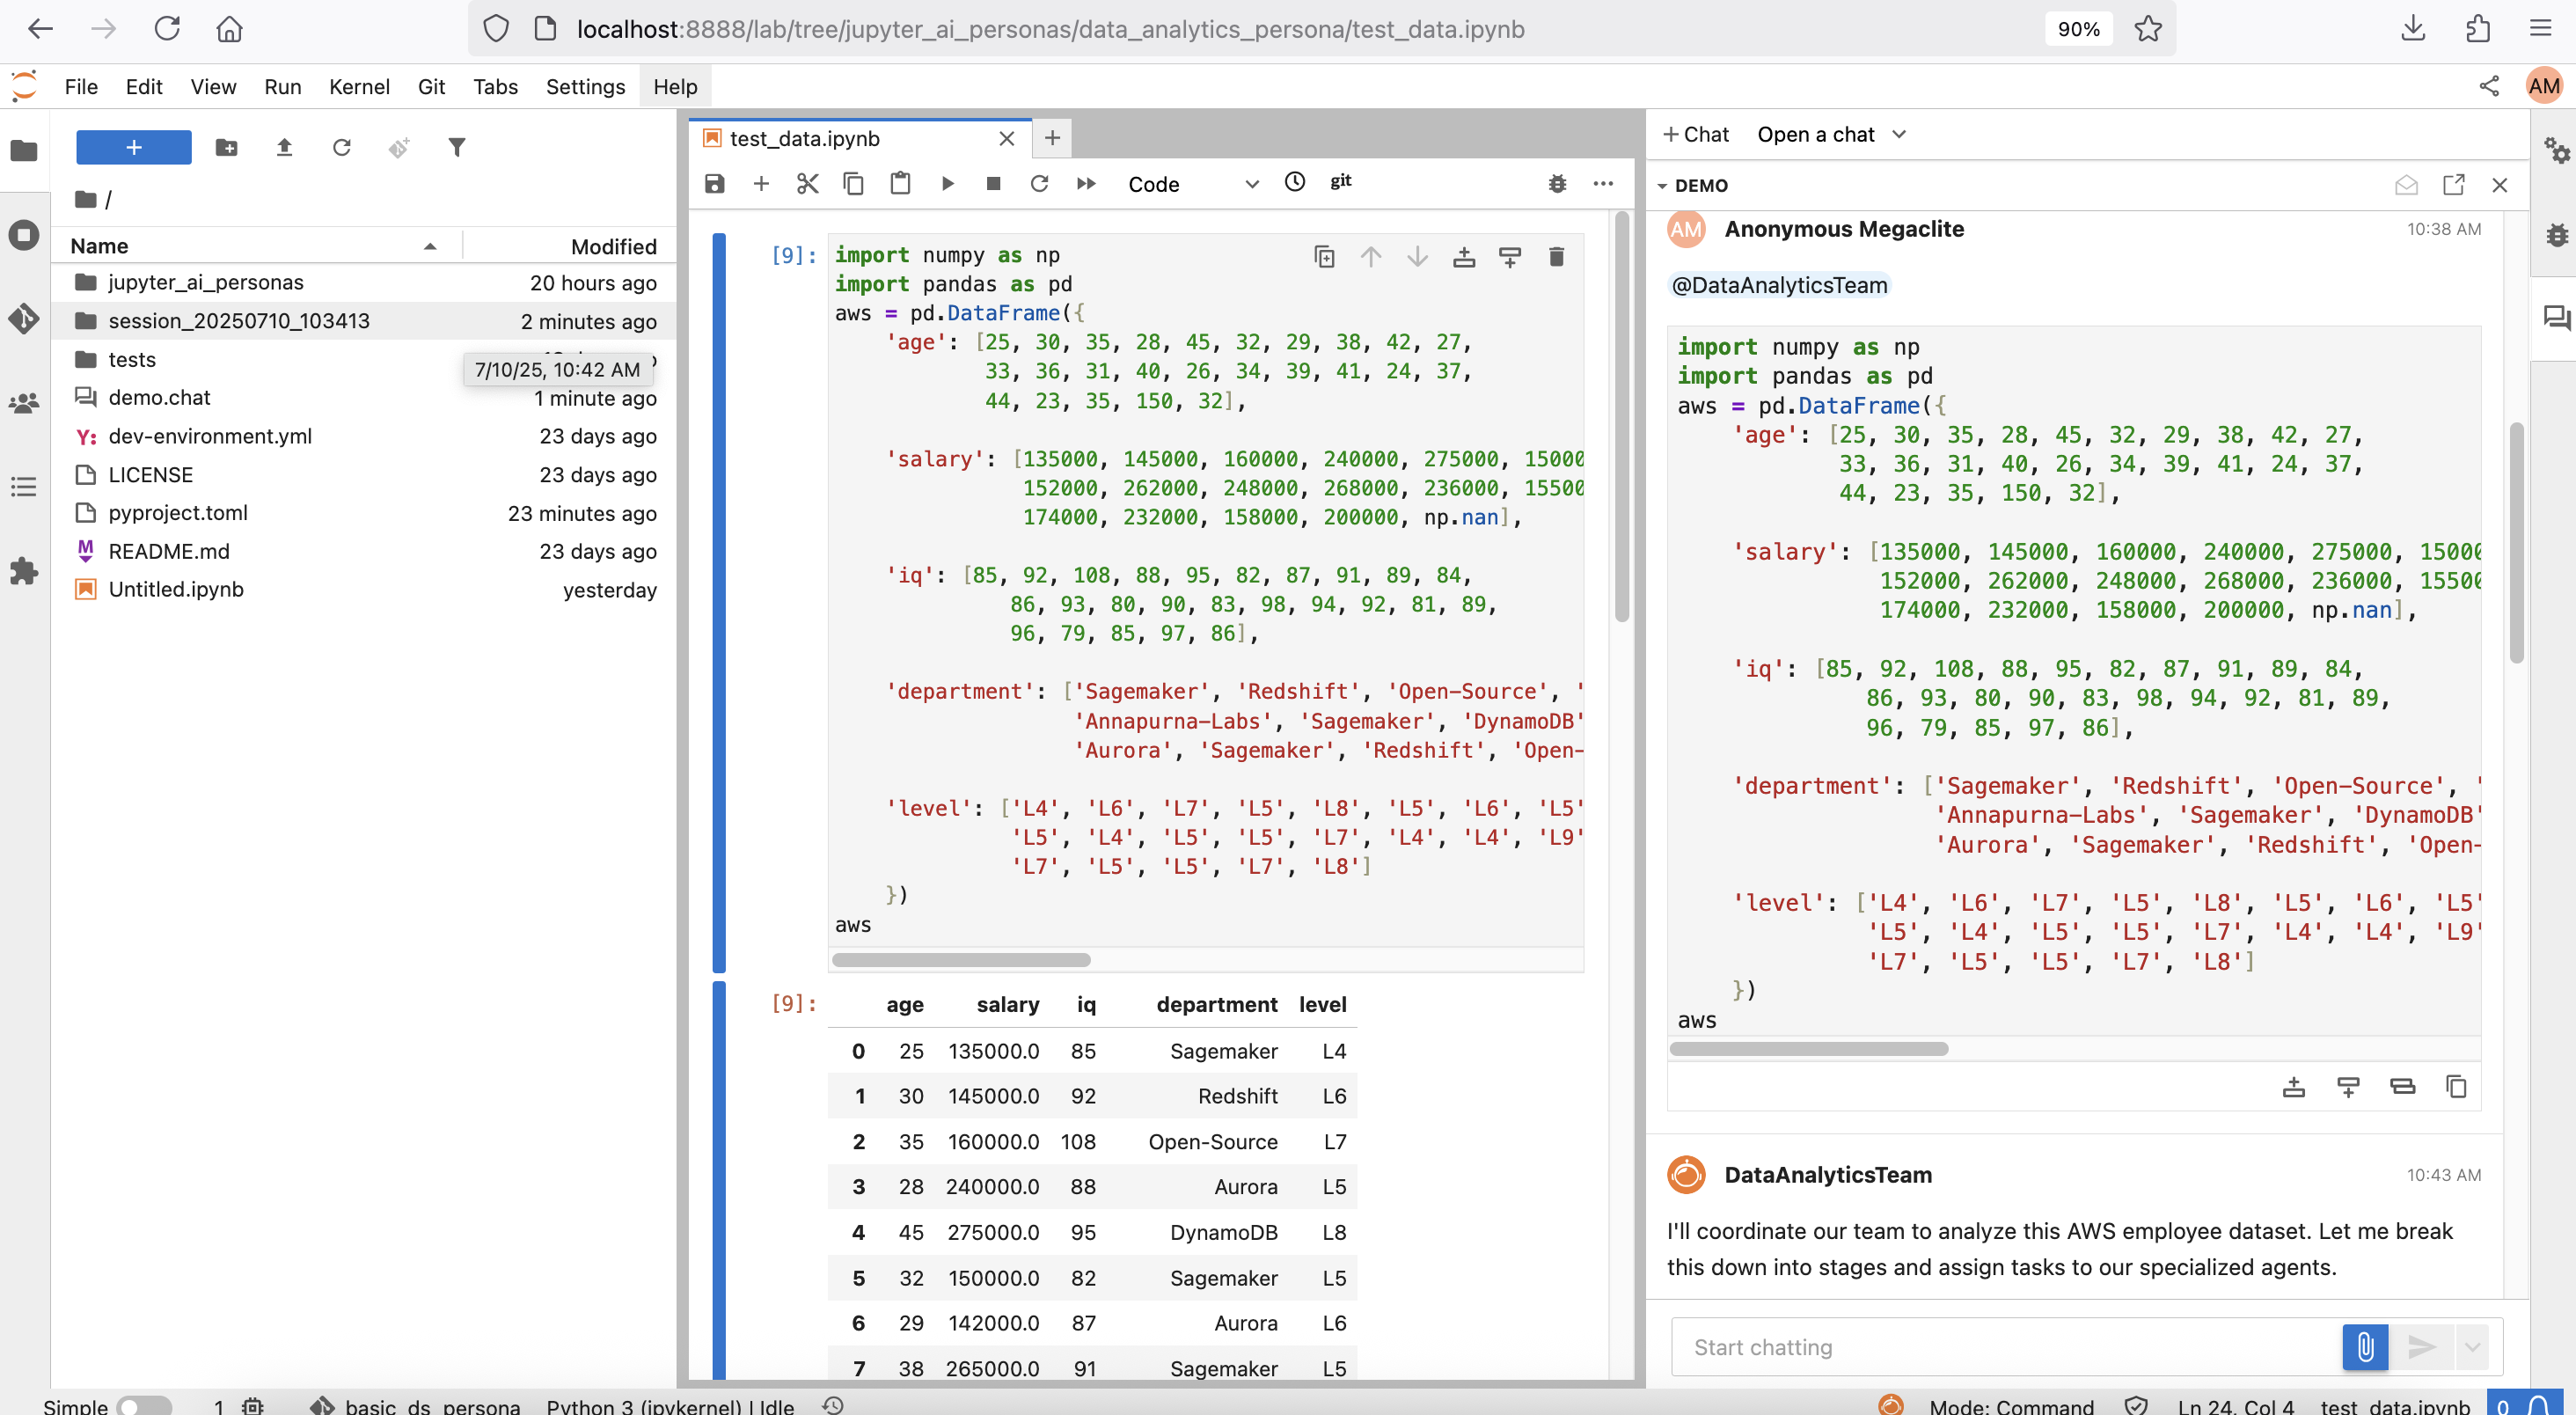 localhost:8888/lab/tree/jupyter_ai_personas/data_analytics_persona/test_data.ipynb
90%
File Edit View Run Kernel Git Tabs Settings Help
AM
+
/
Name Modified
jupyter_ai_personas 20 hours ago
session_20250710_103413 2 minutes ago
tests
7/10/25, 10:42 AM
demo.chat 1 minute ago
Y: dev-environment.yml 23 days ago
LICENSE 23 days ago
pyproject.toml 23 minutes ago
M README.md 23 days ago
Untitled.ipynb yesterday
test_data.ipynb
Code git
[9]: import numpy as np
import pandas as pd
aws = pd.DataFrame({
'age': [25, 30, 35, 28, 45, 32, 29, 38, 42, 27,
33, 36, 31, 40, 26, 34, 39, 41, 24, 37,
44, 23, 35, 150, 32],
'salary': [135000, 145000, 160000, 240000, 275000, 15000
152000, 262000, 248000, 268000, 236000, 15500
174000, 232000, 158000, 200000, np.nan],
'iq': [85, 92, 108, 88, 95, 82, 87, 91, 89, 84,
86, 93, 80, 90, 83, 98, 94, 92, 81, 89,
96, 79, 85, 97, 86],
'department': ['Sagemaker', 'Redshift', 'Open-Source', '
'Annapurna-Labs', 'Sagemaker', 'DynamoDB'
'Aurora', 'Sagemaker', 'Redshift', 'Open-
'level': ['L4', 'L6', 'L7', 'L5', 'L8', 'L5', 'L6', 'L5'
'L5', 'L4', 'L5', 'L5', 'L7', 'L4', 'L4', 'L9'
'L7', 'L5', 'L5', 'L7', 'L8']
})
aws
[9]: age salary iq department level
0 25 135000.0 85 Sagemaker L4
1 30 145000.0 92 Redshift L6
2 35 160000.0 108 Open-Source L7
3 28 240000.0 88 Aurora L5
4 45 275000.0 95 DynamoDB L8
5 32 150000.0 82 Sagemaker L5
6 29 142000.0 87 Aurora L6
7 38 265000.0 91 Sagemaker L5
+ Chat Open a chat
DEMO
AM Anonymous Megaclite 10:38 AM
@DataAnalyticsTeam
import numpy as np
import pandas as pd
aws = pd.DataFrame({
'age': [25, 30, 35, 28, 45, 32, 29, 38, 42, 27,
33, 36, 31, 40, 26, 34, 39, 41, 24, 37,
44, 23, 35, 150, 32],
'salary': [135000, 145000, 160000, 240000, 275000, 15000
152000, 262000, 248000, 268000, 236000, 15500
174000, 232000, 158000, 200000, np.nan],
'iq': [85, 92, 108, 88, 95, 82, 87, 91, 89, 84,
86, 93, 80, 90, 83, 98, 94, 92, 81, 89,
96, 79, 85, 97, 86],
'department': ['Sagemaker', 'Redshift', 'Open-Source', '
'Annapurna-Labs', 'Sagemaker', 'DynamoDB'
'Aurora', 'Sagemaker', 'Redshift', 'Open-
'level': ['L4', 'L6', 'L7', 'L5', 'L8', 'L5', 'L6', 'L5'
'L5', 'L4', 'L5', 'L5', 'L7', 'L4', 'L4', 'L9'
'L7', 'L5', 'L5', 'L7', 'L8']
})
aws
DataAnalyticsTeam 10:43 AM
I'll coordinate our team to analyze this AWS employee dataset. Let me break
this down into stages and assign tasks to our specialized agents.
Start chatting
Simple 1 basic_ds_persona Python 3 (ipykernel) | Idle Mode: Command Ln 24, Col 4 test_data.ipynb 0